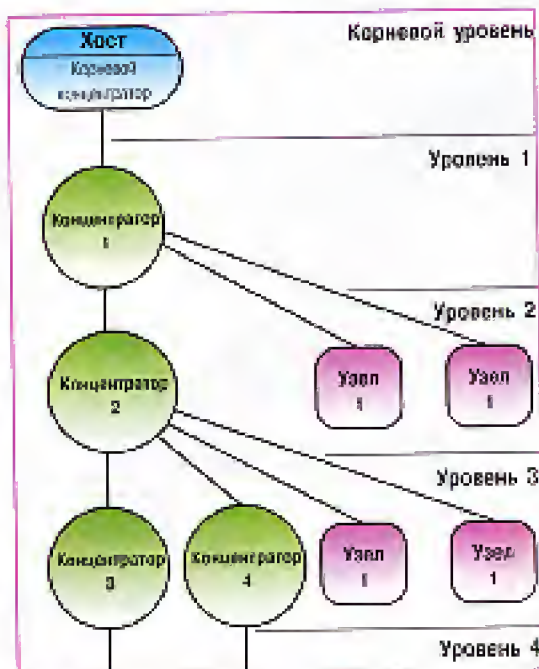 Хост
Корневой уровень
Корневой
концентратор
Уровень 1
Концентратор
1
Уровень 2
Концентратор
2
Узел
1
Узел
1
Уровень 3
Концентратор
3
Концентратор
4
Узел
1
Узел
1
Уровень 4